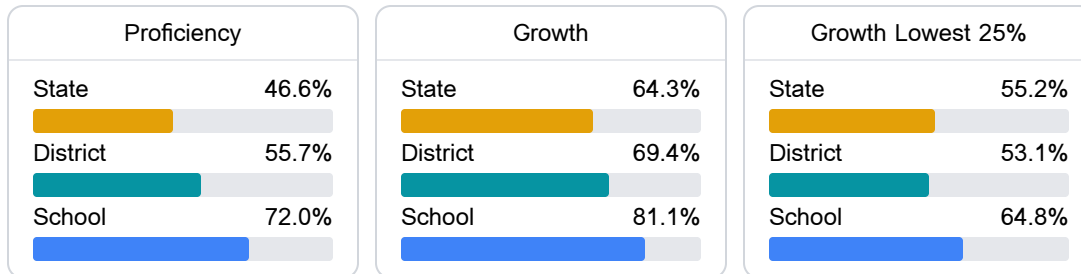 Proficiency
State 46.6%
District 55.7%
School 72.0%
Growth
State 64.3%
District 69.4%
School 81.1%
Growth Lowest 25%
State 55.2%
District 53.1%
School 64.8%